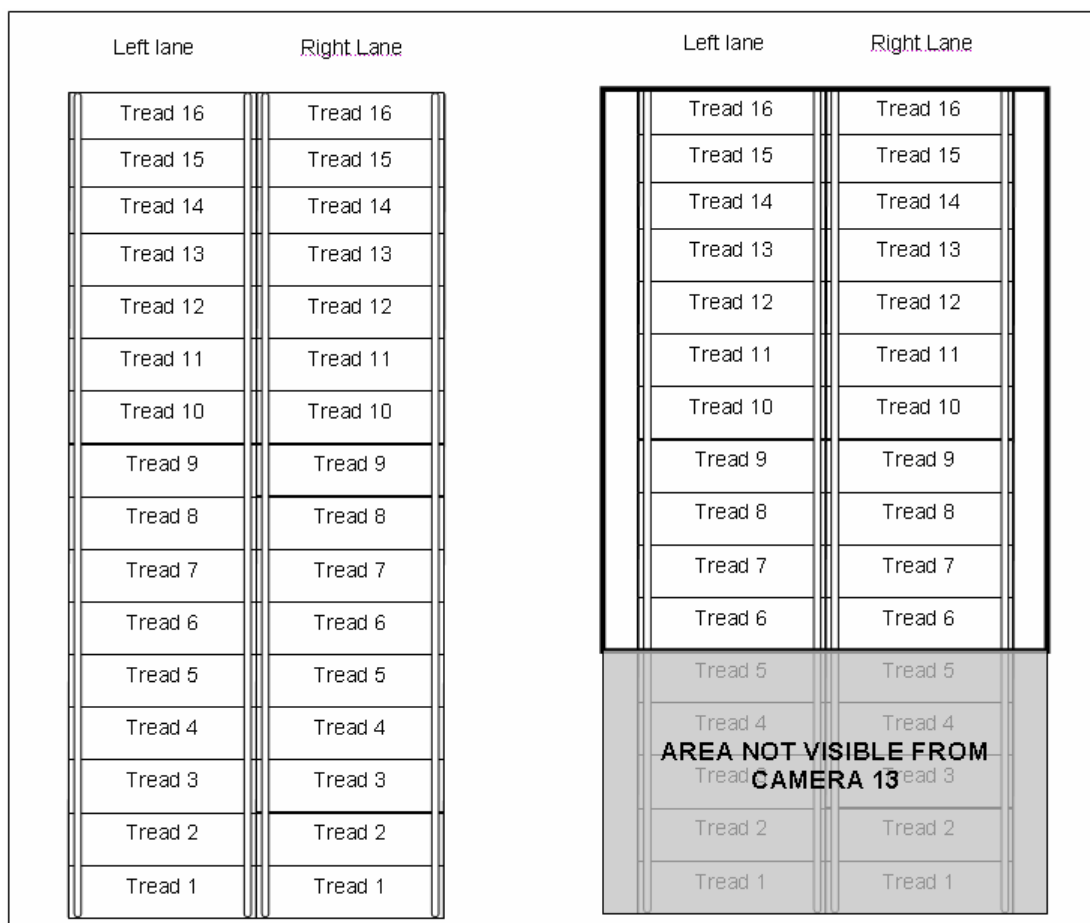 Left lane Right Lane
Tread 16 Tread 16
Tread 15 Tread 15
Tread 14 Tread 14
Tread 13 Tread 13
Tread 12 Tread 12
Tread 11 Tread 11
Tread 10 Tread 10
Tread 9 Tread 9
Tread 8 Tread 8
Tread 7 Tread 7
Tread 6 Tread 6
Tread 5 Tread 5
Tread 4 Tread 4
Tread 3 Tread 3
Tread 2 Tread 2
Tread 1 Tread 1
Left lane Right Lane
Tread 16 Tread 16
Tread 15 Tread 15
Tread 14 Tread 14
Tread 13 Tread 13
Tread 12 Tread 12
Tread 11 Tread 11
Tread 10 Tread 10
Tread 9 Tread 9
Tread 8 Tread 8
Tread 7 Tread 7
Tread 6 Tread 6
Tread 5 Tread 5
Tread 4 Tread 4
AREA NOT VISIBLE FROM
Tread 3 Tread 3
CAMERA 13
Tread 2 Tread 2
Tread 1 Tread 1